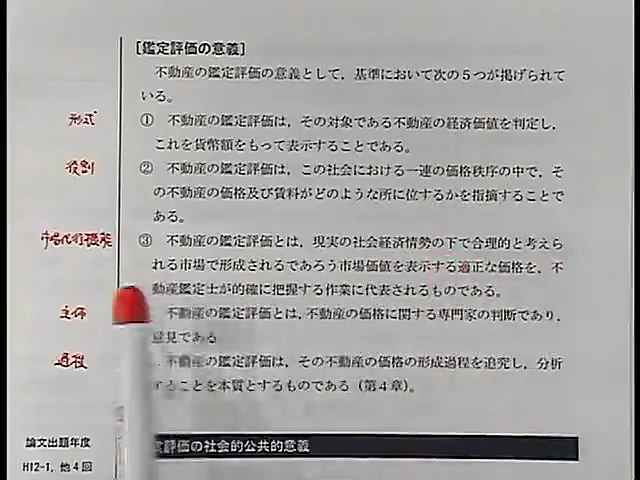 [鑑定評価の意義]
不動産の鑑定評価の意義として，基準において次の５つが掲げられて
いる。
形式
① 不動産の鑑定評価は，その対象である不動産の経済価値を判定し，
これを貨幣額をもって表示することである。
役割
② 不動産の鑑定評価は，この社会における一連の価格秩序の中で，そ
の不動産の価格及び賃料がどのような所に位するかを指摘することで
ある。
市場代行機能
③ 不動産の鑑定評価とは，現実の社会経済情勢の下で合理的と考えら
れる市場で形成されるであろう市場価値を表示する適正な価格を，不
動産鑑定士が的確に把握する作業に代表されるものである。
主体
不動産の鑑定評価とは，不動産の価格に関する専門家の判断であり，
意見である
過程
不動産の鑑定評価は，その不動産の価格の形成過程を追究し，分析
することを本質とするものである（第４章）。
論文出題年度
定評価の社会的公共的意義
H12-1，他４回